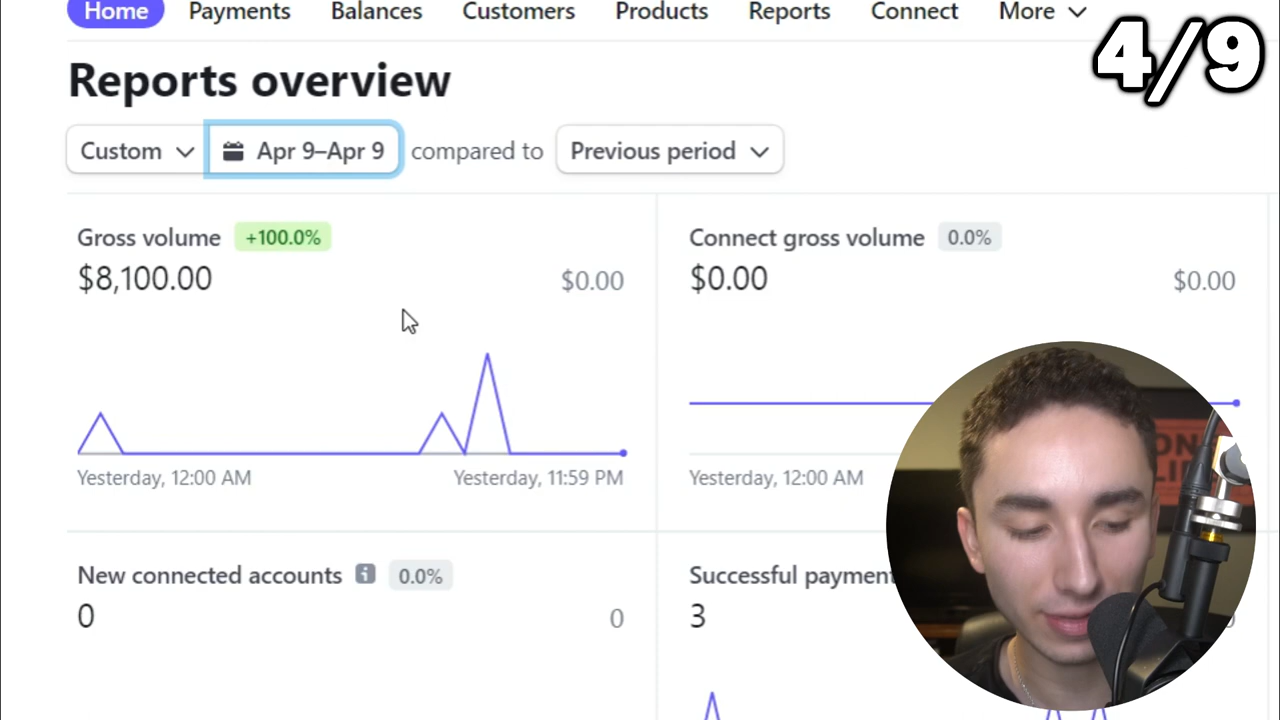 Home Payments Balances Customers Products Reports Connect More
4/9
Reports overview
Custom Apr 9–Apr 9 compared to Previous period
Gross volume +100.0%
$8,100.00 $0.00
Yesterday, 12:00 AM Yesterday, 11:59 PM
Connect gross volume 0.0%
$0.00 $0.00
Yesterday, 12:00 AM
New connected accounts 0.0%
0 0
Successful payment
3